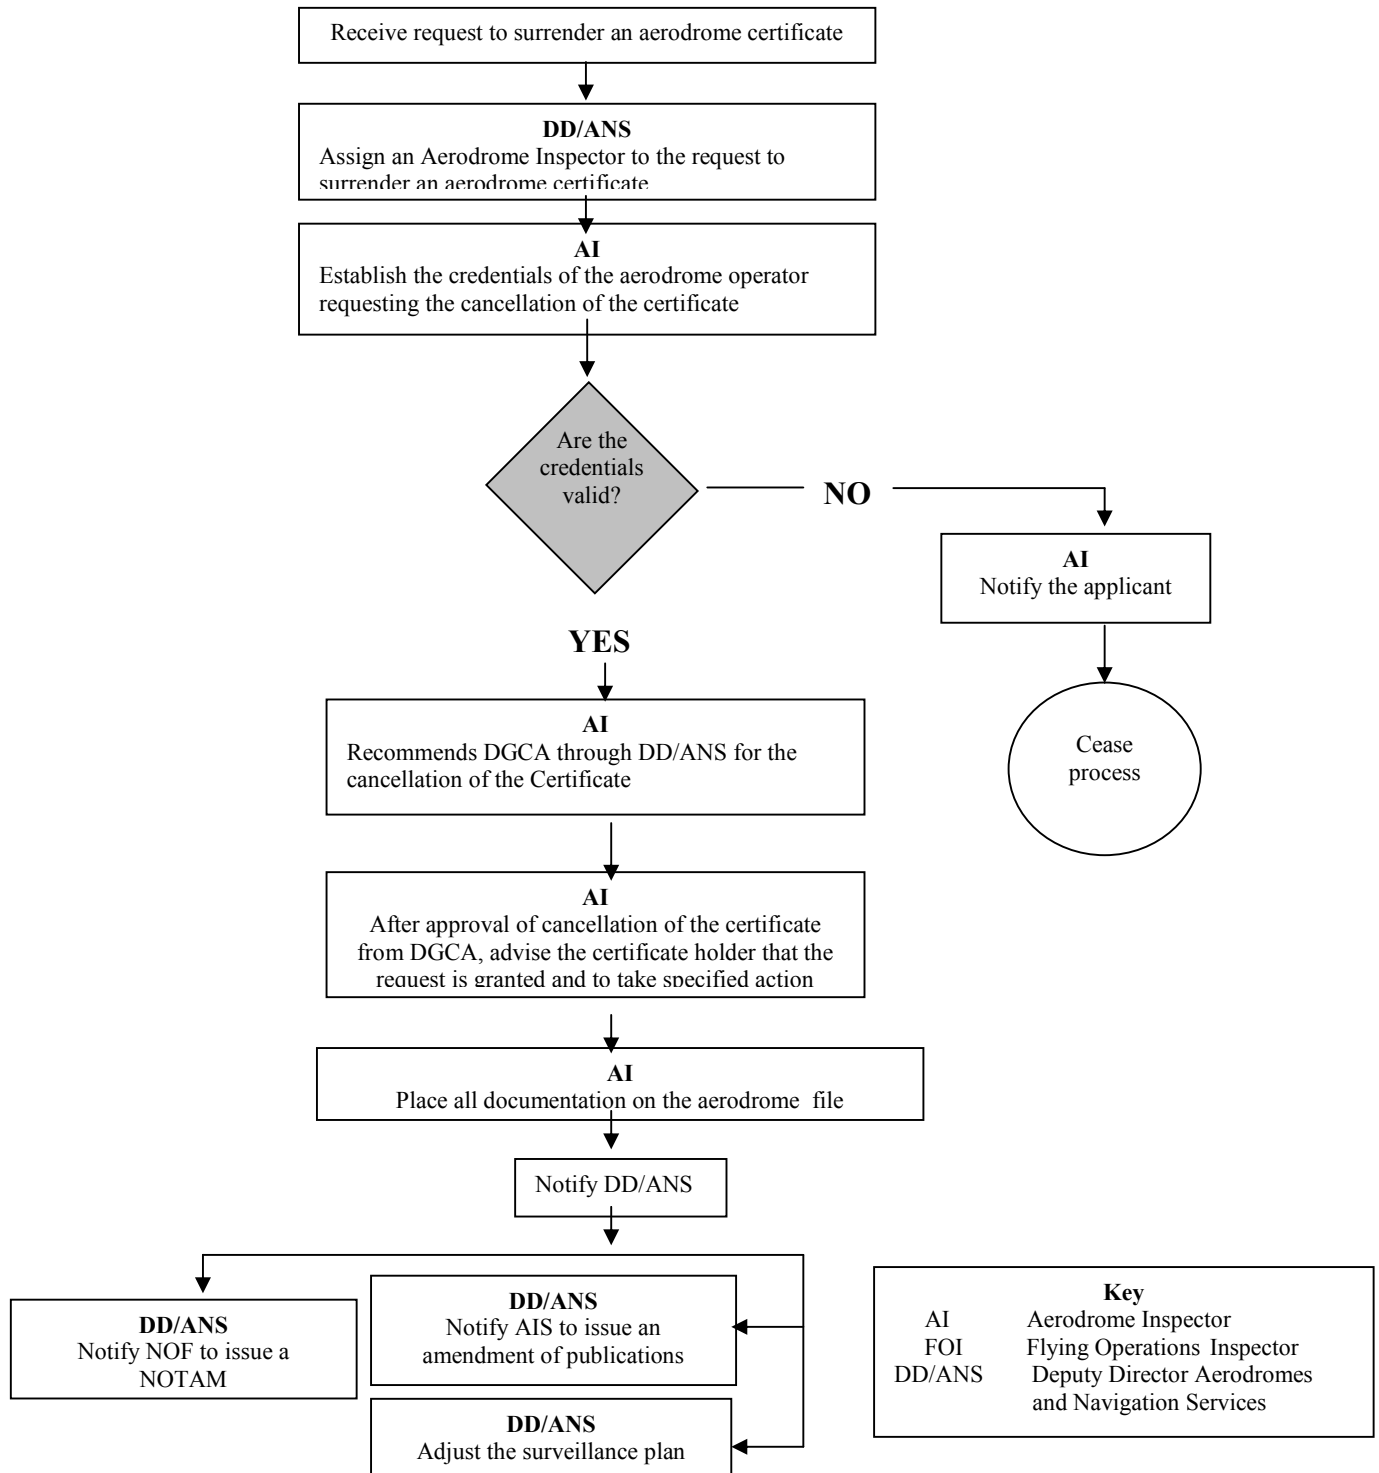 Receive request to surrender an aerodrome certificate
DD/ANS
Assign an Aerodrome Inspector to the request to
surrender an aerodrome certificate
AI
Establish the credentials of the aerodrome operator
requesting the cancellation of the certificate
Are the
credentials
valid?
NO
AI
Notify the applicant
Cease
process
YES
AI
Recommends DGCA through DD/ANS for the
cancellation of the Certificate
AI
After approval of cancellation of the certificate
from DGCA, advise the certificate holder that the
request is granted and to take specified action
AI
Place all documentation on the aerodrome file
Notify DD/ANS
DD/ANS
Notify NOF to issue a
NOTAM
DD/ANS
Notify AIS to issue an
amendment of publications
DD/ANS
Adjust the surveillance plan
Key
AI Aerodrome Inspector
FOI Flying Operations Inspector
DD/ANS Deputy Director Aerodromes
and Navigation Services